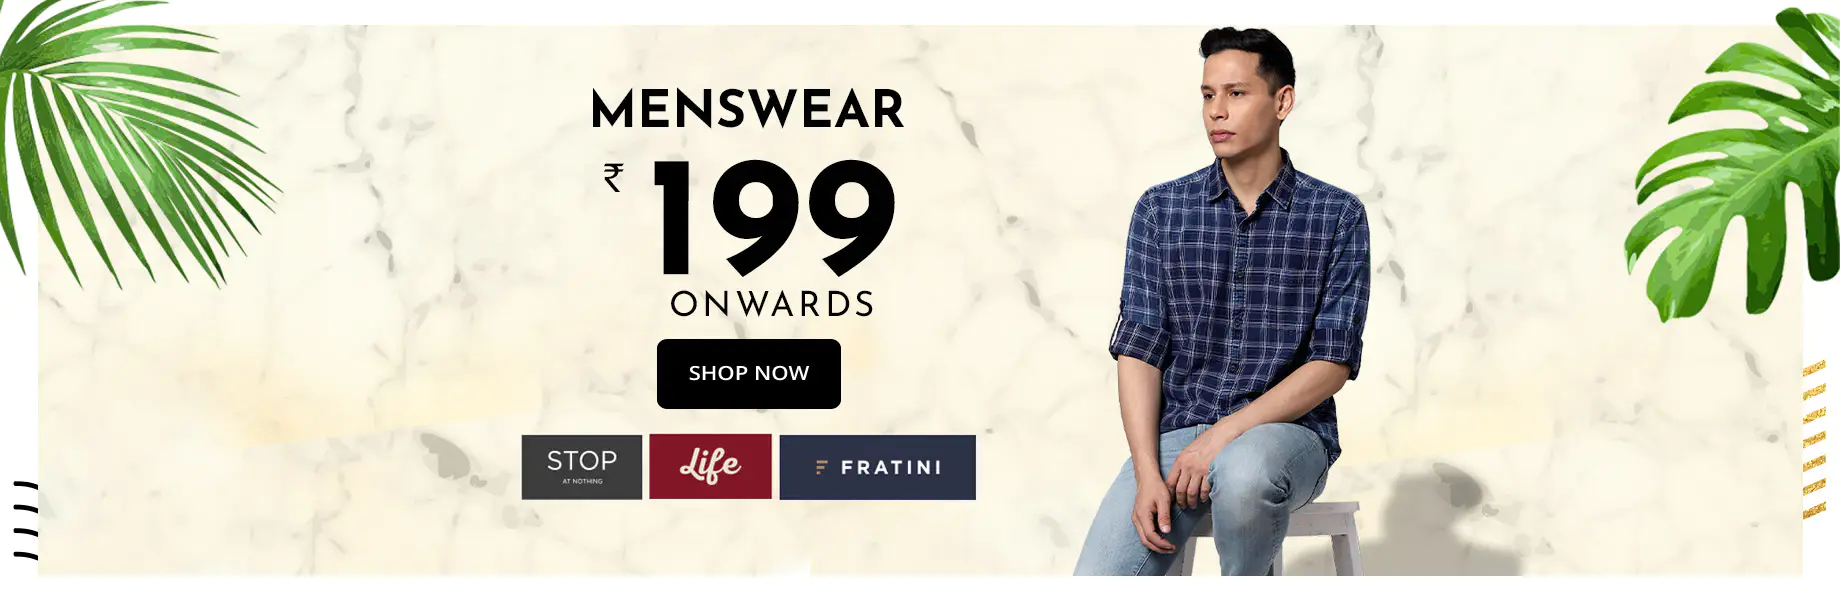 MENSWEAR
₹ 199
ONWARDS
SHOP NOW
STOP
AT NOTHING
Life
FRATINI